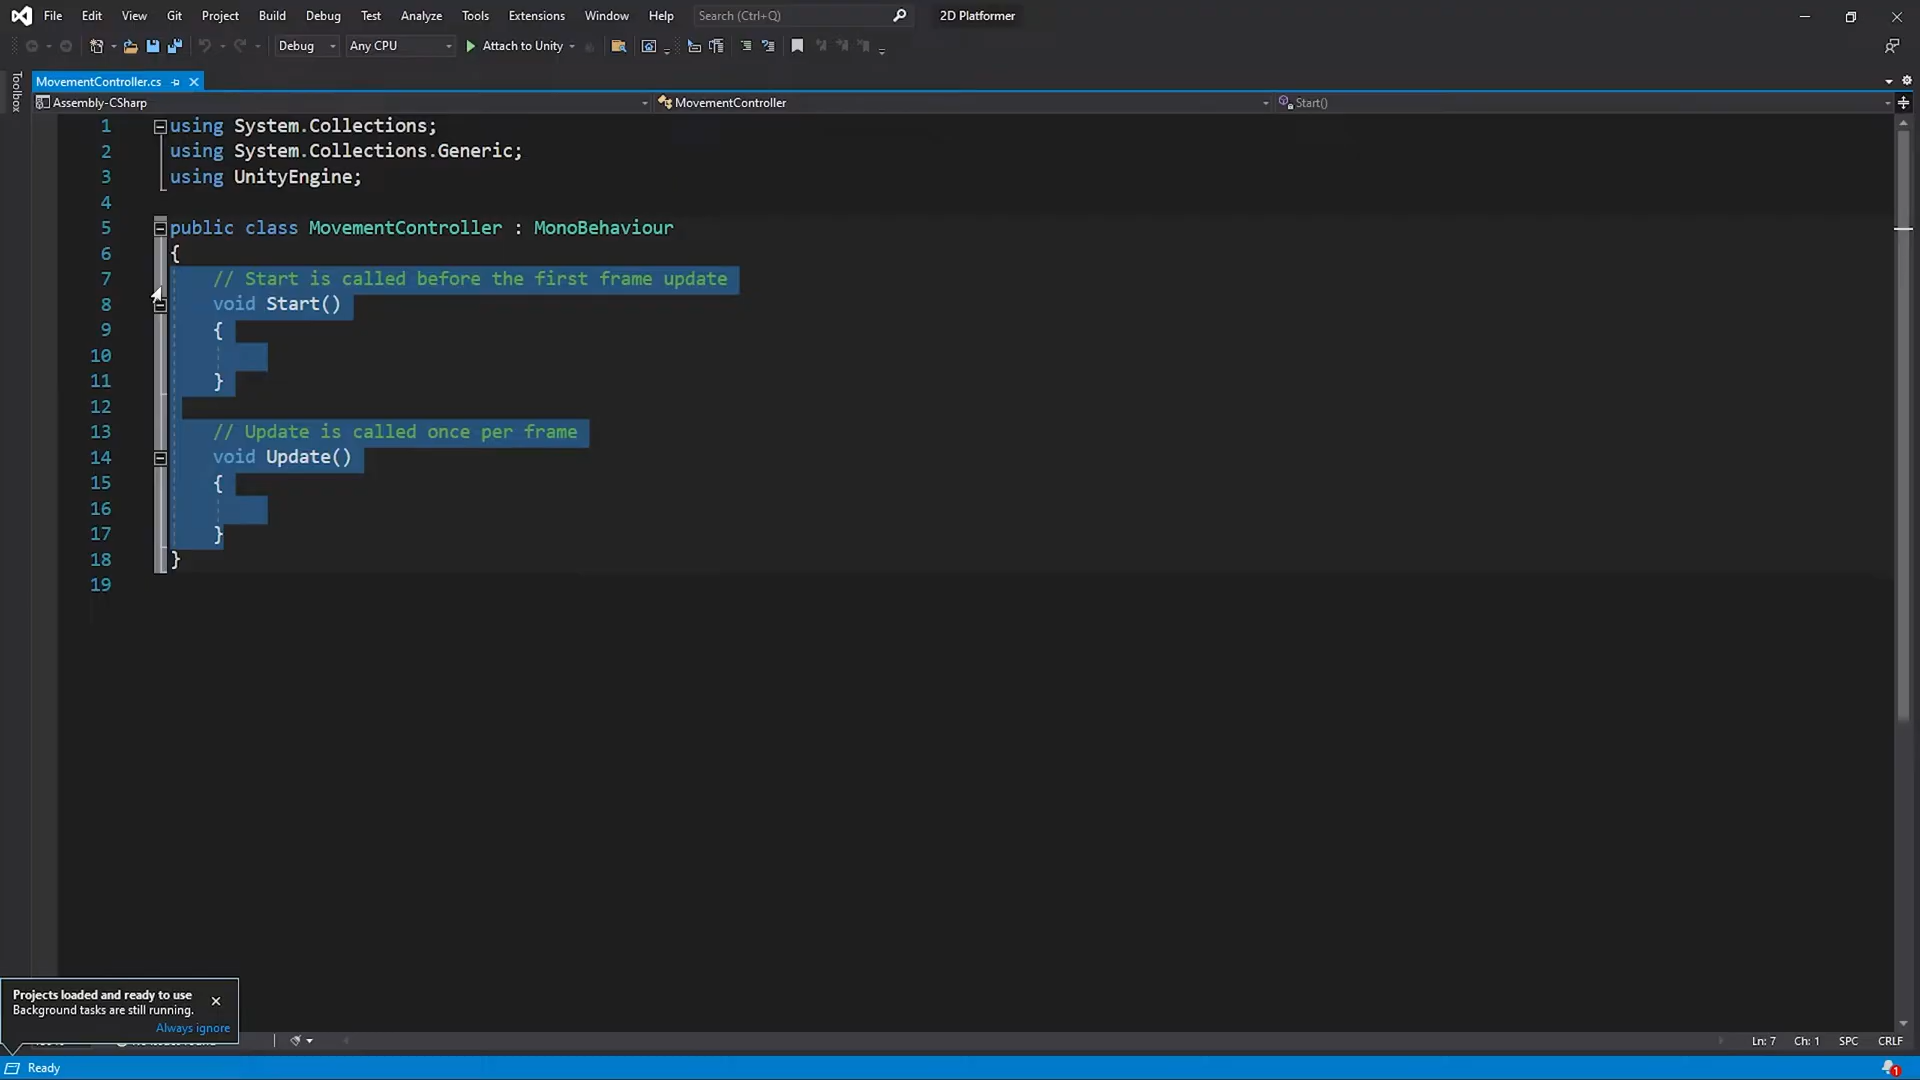 File Edit View Git Project Build Debug Test Analyze Tools Extensions Window Help Search (Ctrl+Q) 2D Platformer
Debug Any CPU Attach to Unity
Toolbox
MovementController.cs
Assembly-CSharp MovementController Start()
1 using System.Collections;
2 using System.Collections.Generic;
3 using UnityEngine;
4
5 public class MovementController : MonoBehaviour
6 {
7 // Start is called before the first frame update
8 void Start()
9 {
10
11 }
12
13 // Update is called once per frame
14 void Update()
15 {
16
17 }
18 }
19
Projects loaded and ready to use
Background tasks are still running.
Always ignore
Ln: 7 Ch: 1 SPC CRLF
Ready 1